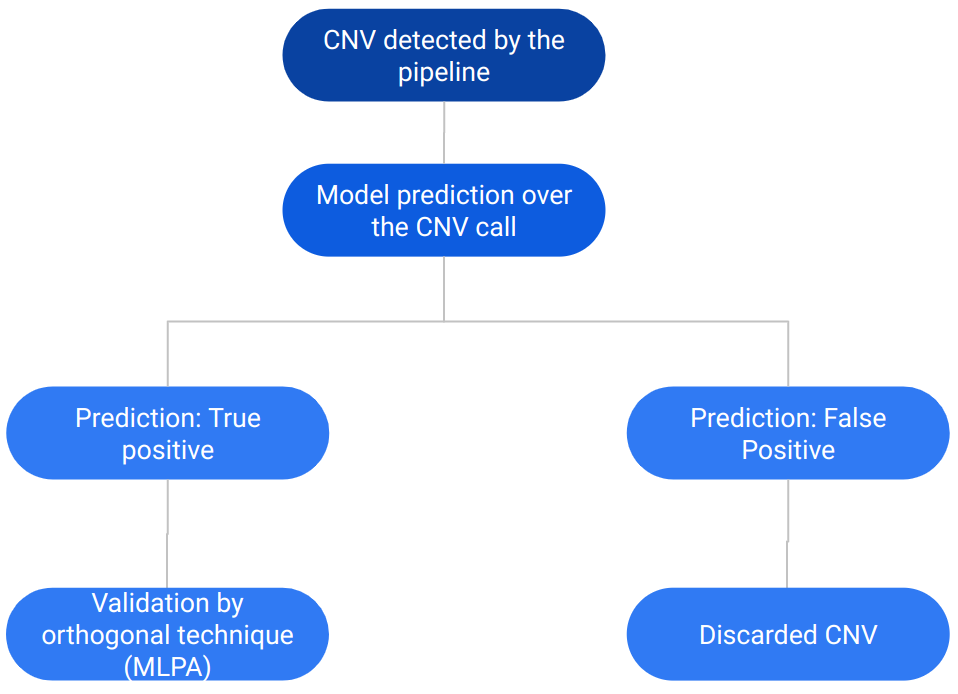 CNV detected by the
pipeline
Model prediction over
the CNV call
Prediction: True
positive
Prediction: False
Positive
Validation by
orthogonal technique
(MLPA)
Discarded CNV